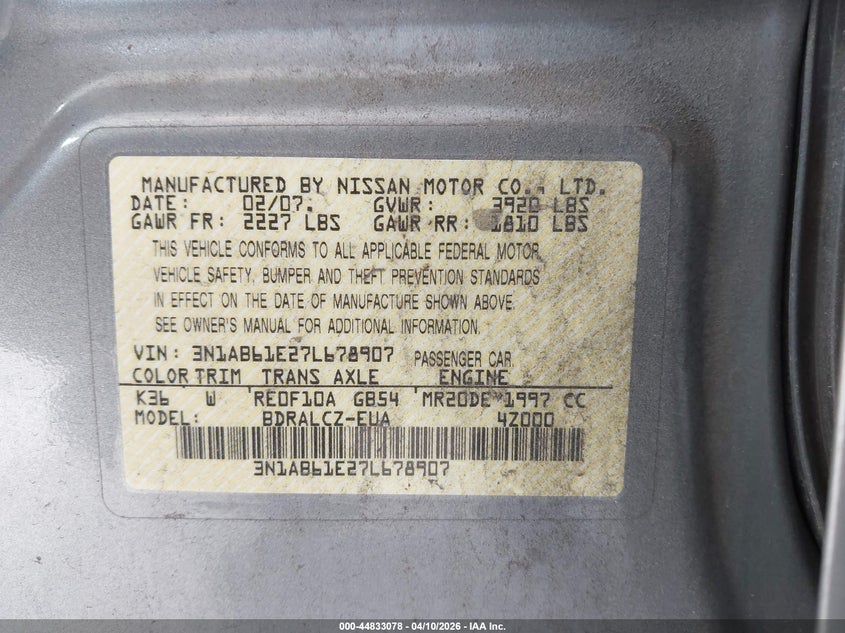 MANUFACTURED BY NISSAN MOTOR CO., LTD.
DATE: 02/07. GVWR: 3920 LBS
GAWR FR: 2227 LBS GAWR RR: 1810 LBS
THIS VEHICLE CONFORMS TO ALL APPLICABLE FEDERAL MOTOR
VEHICLE SAFETY, BUMPER AND THEFT PREVENTION STANDARDS
IN EFFECT ON THE DATE OF MANUFACTURE SHOWN ABOVE.
SEE OWNER'S MANUAL FOR ADDITIONAL INFORMATION.
VIN: 3N1AB61E27L678907 PASSENGER CAR
COLOR TRIM TRANS AXLE ENGINE
K36 W RE0F10A GB54 MR20DE 1997 CC
MODEL: BDRALCZ-EUA 4Z000
3N1AB61E27L678907
000-44833078 | 04/10/2026 | IAA Inc.